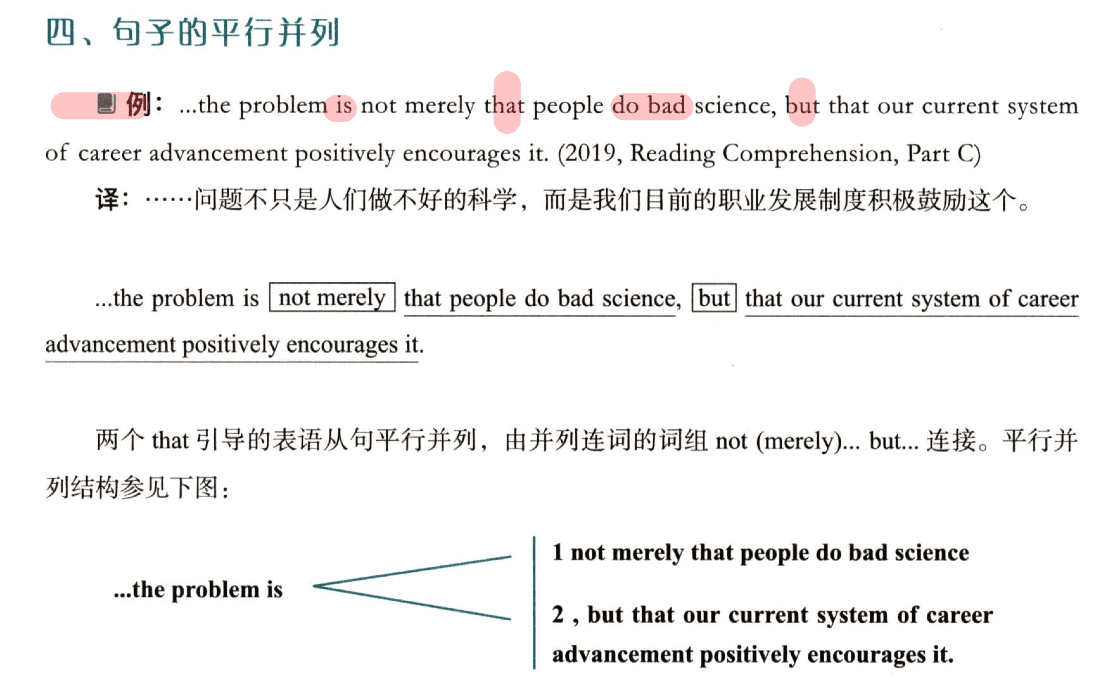 四、句子的平行并列
例：...the problem is not merely that people do bad science, but that our current system
of career advancement positively encourages it. (2019, Reading Comprehension, Part C)
译：……问题不只是人们做不好的科学，而是我们目前的职业发展制度积极鼓励这个。
...the problem is not merely that people do bad science, but that our current system of career
advancement positively encourages it.
两个 that 引导的表语从句平行并列，由并列连词的词组 not (merely)... but... 连接。平行并
列结构参见下图：
...the problem is
1 not merely that people do bad science
2 , but that our current system of career
advancement positively encourages it.